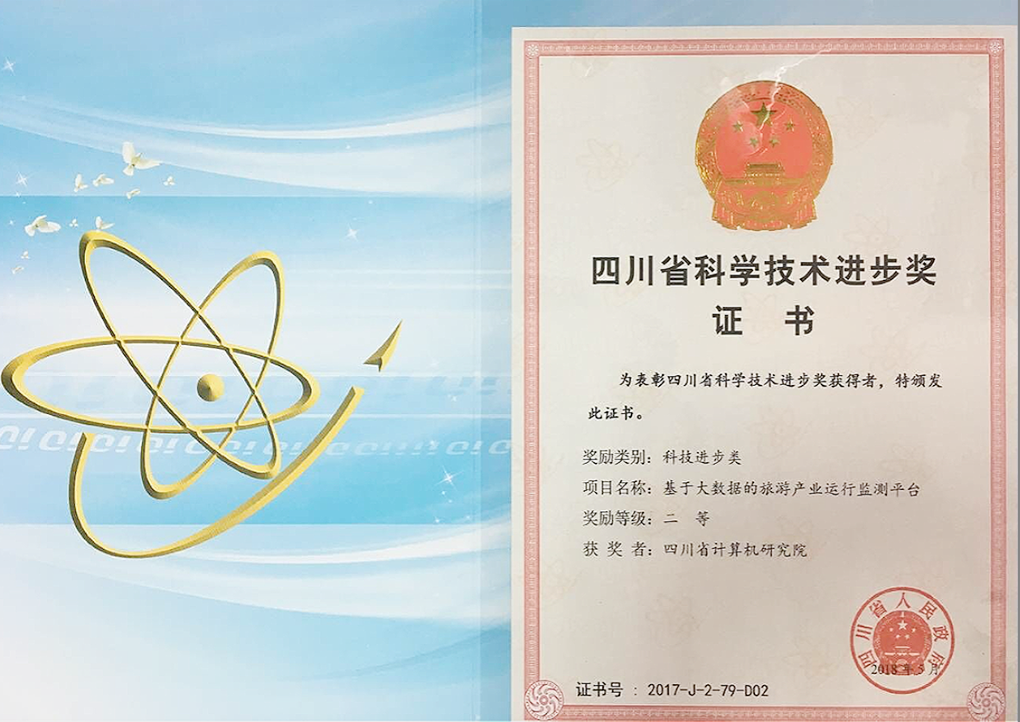 四川省科学技术进步奖
证 书
为表彰四川省科学技术进步奖获得者，特颁发
此证书。
奖励类别：科技进步类
项目名称：基于大数据的旅游产业运行监测平台
奖励等级：二 等
获 奖 者：四川省计算机研究院
四川省人民政府
2018 年 5 月
证书号 ：2017-J-2-79-D02